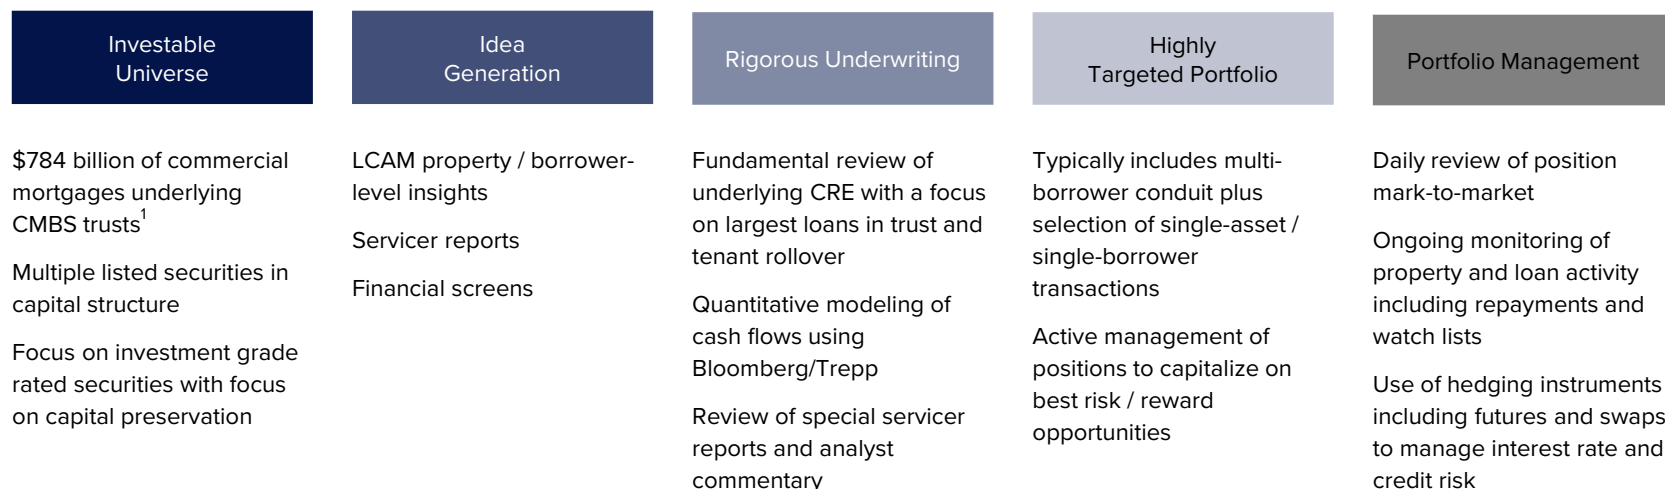 Investable
Universe
$784 billion of commercial
mortgages underlying
CMBS trusts1
Multiple listed securities in
capital structure
Focus on investment grade
rated securities with focus
on capital preservation
Idea
Generation
LCAM property / borrower-
level insights
Servicer reports
Financial screens
Rigorous Underwriting
Fundamental review of
underlying CRE with a focus
on largest loans in trust and
tenant rollover
Quantitative modeling of
cash flows using
Bloomberg/Trepp
Review of special servicer
reports and analyst
commentary
Highly
Targeted Portfolio
Typically includes multi-
borrower conduit plus
selection of single-asset /
single-borrower
transactions
Active management of
positions to capitalize on
best risk / reward
opportunities
Portfolio Management
Daily review of position
mark-to-market
Ongoing monitoring of
property and loan activity
including repayments and
watch lists
Use of hedging instruments
including futures and swaps
to manage interest rate and
credit risk